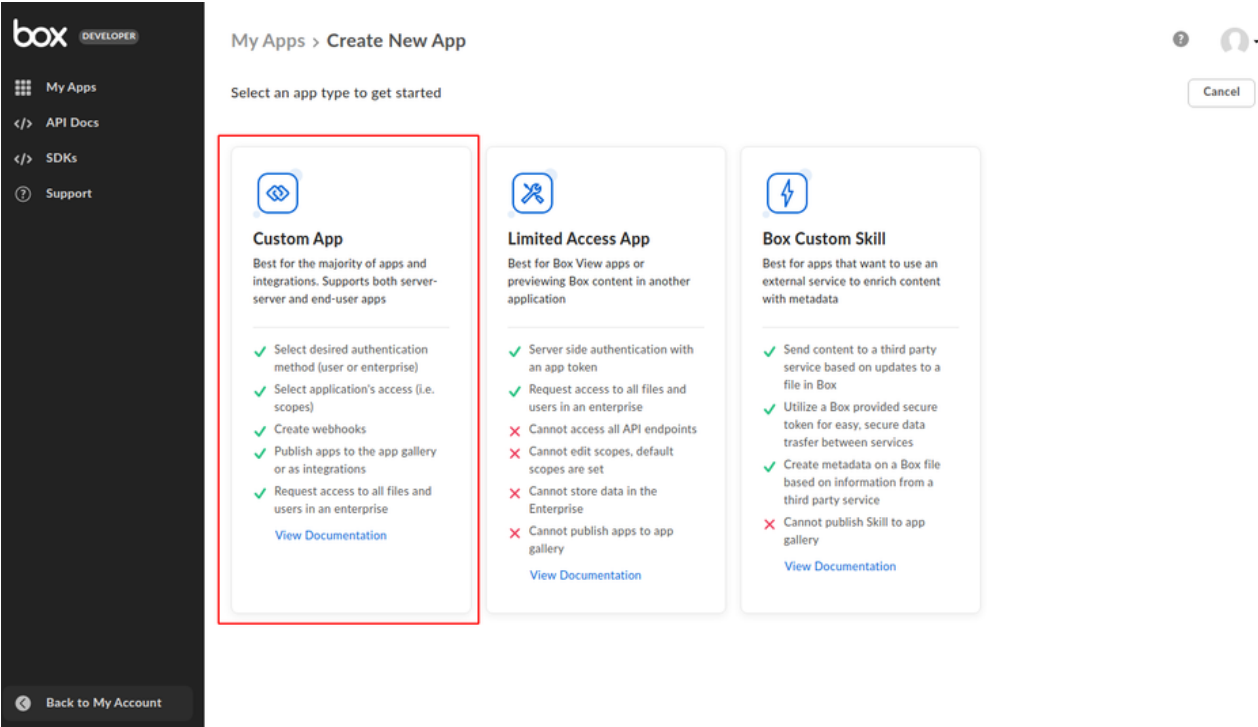 box DEVELOPER
My Apps
API Docs
SDKs
Support
Back to My Account
My Apps > Create New App
Select an app type to get started
Cancel
Custom App
Best for the majority of apps and
integrations. Supports both server-
server and end-user apps
Select desired authentication
method (user or enterprise)
Select application's access (i.e.
scopes)
Create webhooks
Publish apps to the app gallery
or as integrations
Request access to all files and
users in an enterprise
View Documentation
Limited Access App
Best for Box View apps or
previewing Box content in another
application
Server side authentication with
an app token
Request access to all files and
users in an enterprise
Cannot access all API endpoints
Cannot edit scopes, default
scopes are set
Cannot store data in the
Enterprise
Cannot publish apps to app
gallery
View Documentation
Box Custom Skill
Best for apps that want to use an
external service to enrich content
with metadata
Send content to a third party
service based on updates to a
file in Box
Utilize a Box provided secure
token for easy, secure data
trasfer between services
Create metadata on a Box file
based on information from a
third party service
Cannot publish Skill to app
gallery
View Documentation